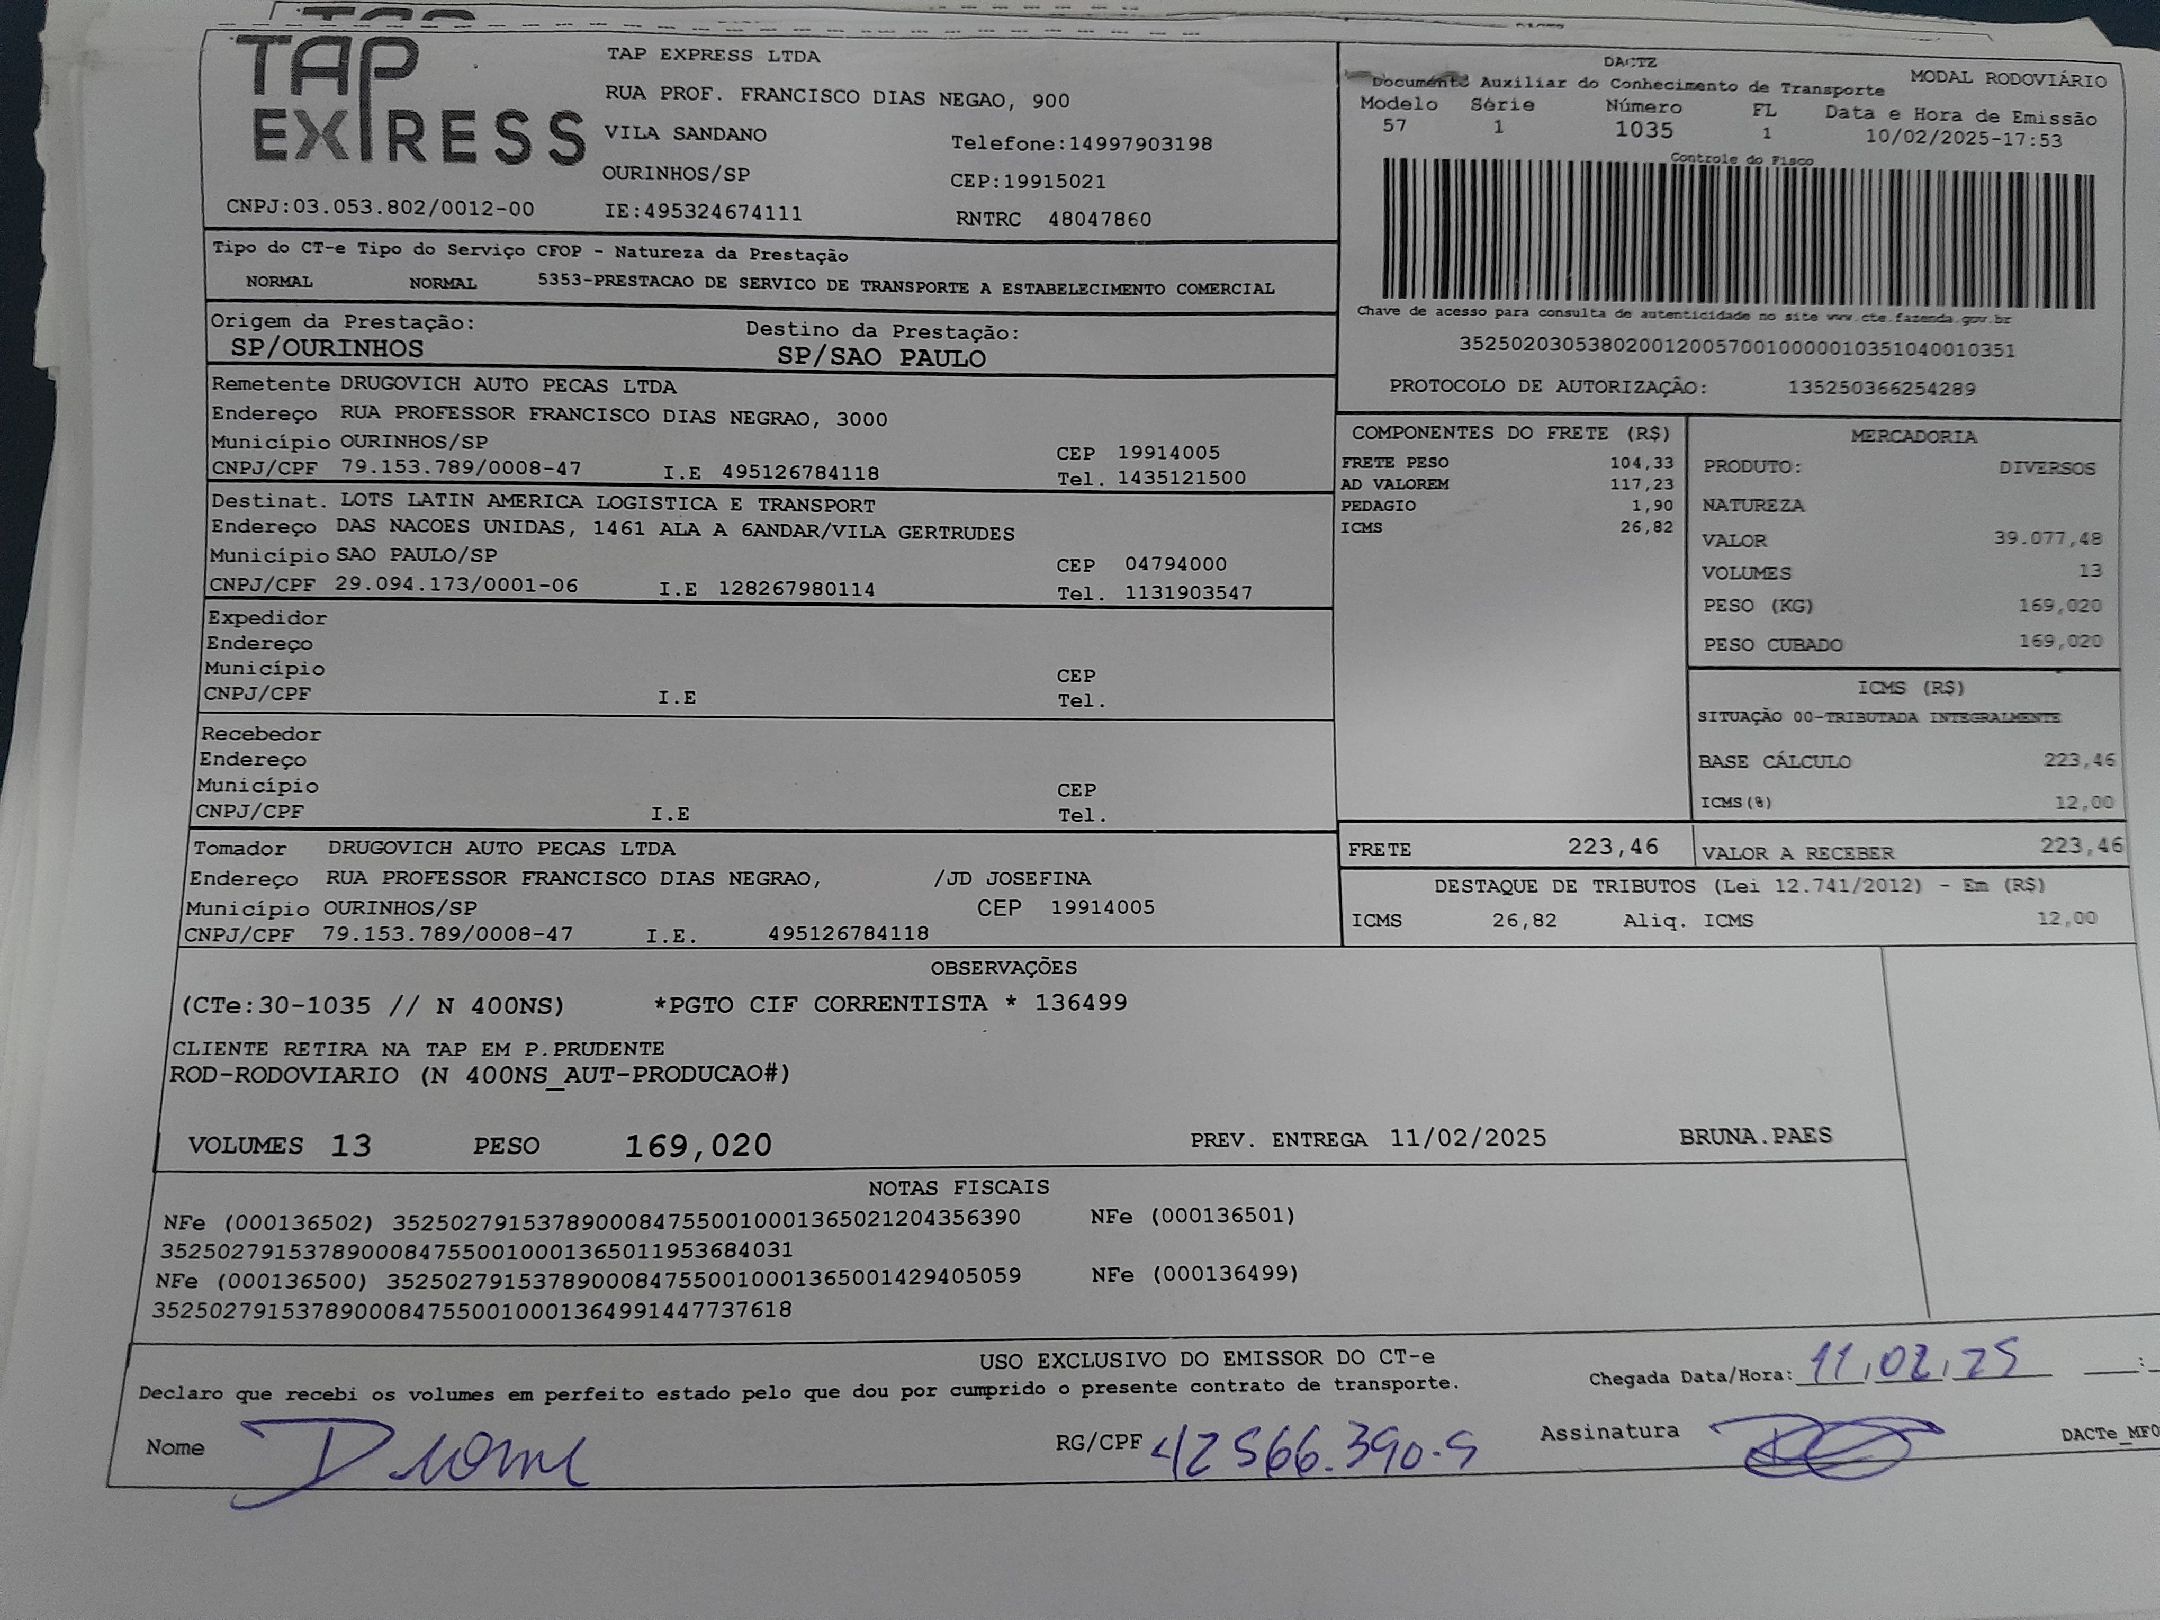 TAP
EXPRESS
TAP EXPRESS LTDA
RUA PROF. FRANCISCO DIAS NEGAO, 900
VILA SANDANO
Telefone:14997903198
OURINHOS/SP
CEP:19915021
CNPJ:03.053.802/0012-00
IE:495324674111
RNTRC 48047860
DACTE
Documento Auxiliar do Conhecimento de Transporte
MODAL RODOVIÁRIO
Modelo Série Número FL Data e Hora de Emissão
57 1 1035 1 10/02/2025-17:53
Controle do Fisco
Chave de acesso para consulta de autenticidade no site www.cte.fazenda.gov.br
35250203053802001200570010000010351040010351
PROTOCOLO DE AUTORIZAÇÃO: 135250366254289
Tipo do CT-e Tipo do Serviço CFOP - Natureza da Prestação
NORMAL NORMAL 5353-PRESTACAO DE SERVICO DE TRANSPORTE A ESTABELECIMENTO COMERCIAL
Origem da Prestação: Destino da Prestação:
SP/OURINHOS SP/SAO PAULO
Remetente DRUGOVICH AUTO PECAS LTDA
Endereço RUA PROFESSOR FRANCISCO DIAS NEGRAO, 3000
Município OURINHOS/SP CEP 19914005
CNPJ/CPF 79.153.789/0008-47 I.E 495126784118 Tel. 1435121500
Destinat. LOTS LATIN AMERICA LOGISTICA E TRANSPORT
Endereço DAS NACOES UNIDAS, 1461 ALA A 6ANDAR/VILA GERTRUDES
Município SAO PAULO/SP CEP 04794000
CNPJ/CPF 29.094.173/0001-06 I.E 128267980114 Tel. 1131903547
Expedidor
Endereço
Município CEP
CNPJ/CPF I.E Tel.
Recebedor
Endereço
Município CEP
CNPJ/CPF I.E Tel.
Tomador DRUGOVICH AUTO PECAS LTDA
Endereço RUA PROFESSOR FRANCISCO DIAS NEGRAO, /JD JOSEFINA
Município OURINHOS/SP CEP 19914005
CNPJ/CPF 79.153.789/0008-47 I.E. 495126784118
COMPONENTES DO FRETE (R$)
FRETE PESO 104,33
AD VALOREM 117,23
PEDAGIO 1,90
ICMS 26,82
MERCADORIA
PRODUTO: DIVERSOS
NATUREZA
VALOR 39.077,48
VOLUMES 13
PESO (KG) 169,020
PESO CUBADO 169,020
ICMS (R$)
SITUAÇÃO 00-TRIBUTADA INTEGRALMENTE
BASE CÁLCULO 223,46
ICMS(%) 12,00
FRETE 223,46 VALOR A RECEBER 223,46
DESTAQUE DE TRIBUTOS (Lei 12.741/2012) - Em (R$)
ICMS 26,82 Aliq. ICMS 12,00
OBSERVAÇÕES
(CTe:30-1035 // N 400NS) *PGTO CIF CORRENTISTA * 136499
CLIENTE RETIRA NA TAP EM P.PRUDENTE
ROD-RODOVIARIO (N 400NS_AUT-PRODUCAO#)
VOLUMES 13 PESO 169,020 PREV. ENTREGA 11/02/2025 BRUNA.PAES
NOTAS FISCAIS
NFe (000136502) 35250279153789000847550010001365021204356390 NFe (000136501)
35250279153789000847550010001365011953684031
NFe (000136500) 35250279153789000847550010001365001429405059 NFe (000136499)
35250279153789000847550010001364991447737618
USO EXCLUSIVO DO EMISSOR DO CT-e
Declaro que recebi os volumes em perfeito estado pelo que dou por cumprido o presente contrato de transporte.
Chegada Data/Hora: 11,02,25 :
Nome RG/CPF 42566.390.5 Assinatura
DACTe_MF0